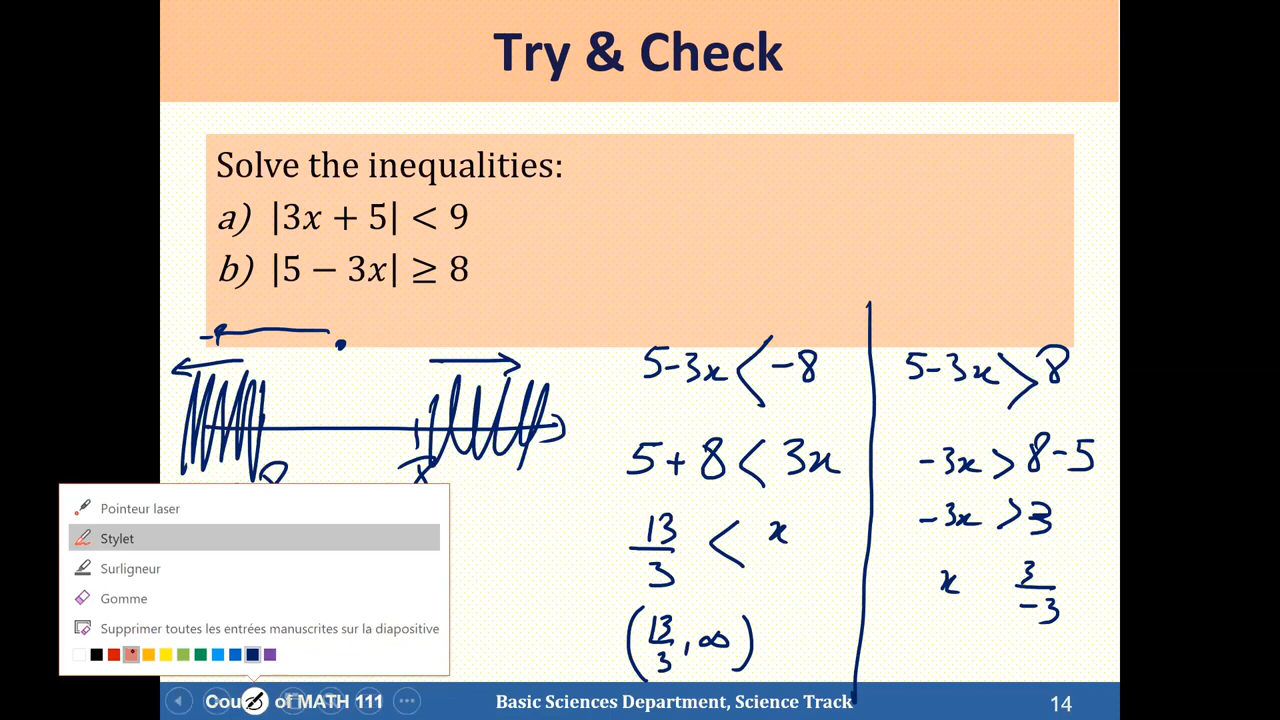 Try & Check
Solve the inequalities:
a) |3x + 5| < 9
b) |5 − 3x| ≥ 8
5-3x < -8
5+8 < 3x
13/3 < x
(13/3, ∞)
5-3x > 8
-3x > 8-5
-3x > 3
x 3/-3
Pointeur laser
Stylet
Surligneur
Gomme
Supprimer toutes les entrées manuscrites sur la diapositive
Cou of MATH 111
Basic Sciences Department, Science Track
14